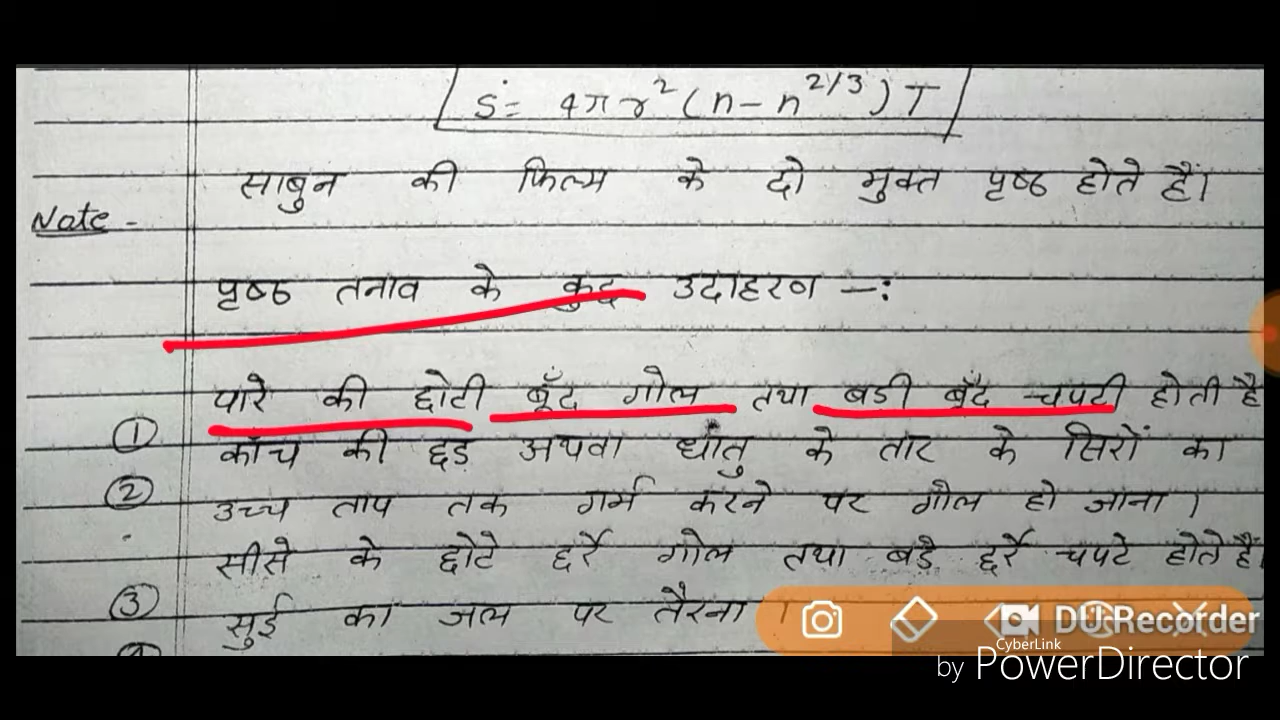 S = 4πr²(n - n^2/3) T
साबुन की फिल्म के दो मुक्त पृष्ठ होते हैं।
Note -
पृष्ठ तनाव के कुछ उदाहरण -:
पारे की छोटी बूँद गोल तथा बडी बूँद चपटी होती है
① काँच की छड़ अथवा धातु के तार के सिरों का
② उच्च ताप तक गर्म करने पर गोल हो जाना।
सीसे के छोटे छर्रे गोल तथा बड़े छर्रे चपटे होते हैं।
③ सुई का जल पर तैरना।
DU Recorder
CyberLink
by PowerDirector